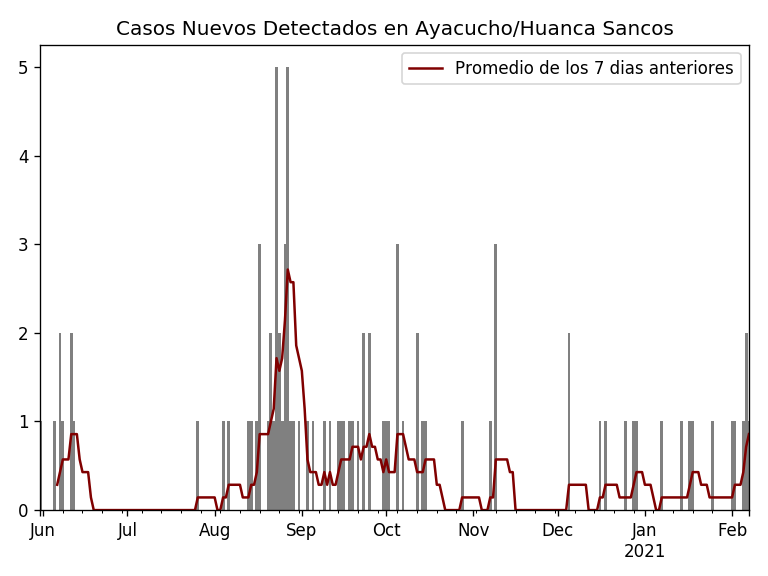 Casos Nuevos Detectados en Ayacucho/Huanca Sancos
Promedio de los 7 dias anteriores
5
4
3
2
1
0
Jun Jul Aug Sep Oct Nov Dec Jan Feb
2021